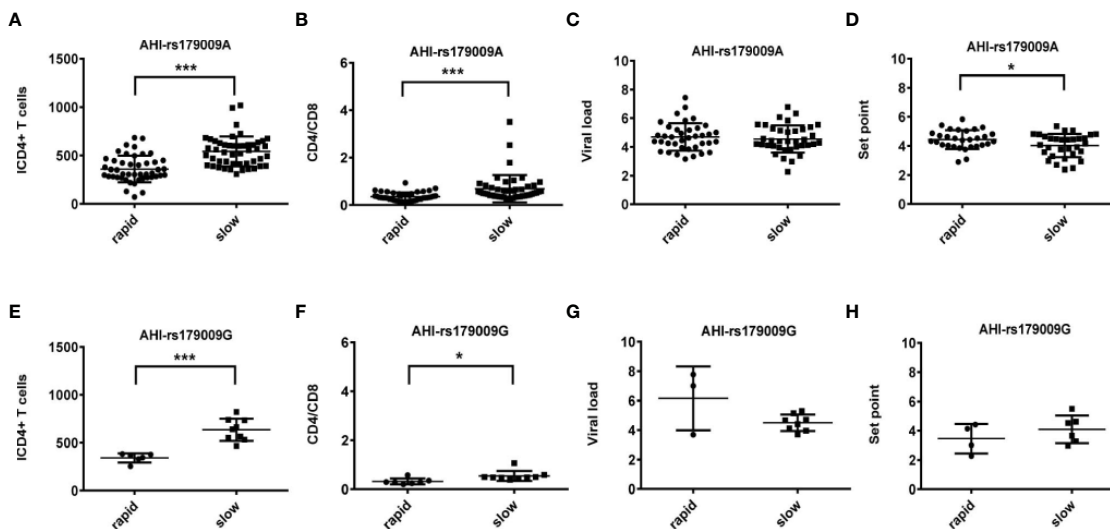 A
AHI-rs179009A
ICD4+ T cells
1500
1000
500
0
***
rapid
slow
B
AHI-rs179009A
CD4/CD8
6
4
2
0
***
rapid
slow
C
AHI-rs179009A
Viral load
10
8
6
4
2
0
rapid
slow
D
AHI-rs179009A
Set point
10
8
6
4
2
0
*
rapid
slow
E
AHI-rs179009G
ICD4+ T cells
1500
1000
500
0
***
rapid
slow
F
AHI-rs179009G
CD4/CD8
6
4
2
0
*
rapid
slow
G
AHI-rs179009G
Viral load
10
8
6
4
2
0
rapid
slow
H
AHI-rs179009G
Set point
10
8
6
4
2
0
rapid
slow